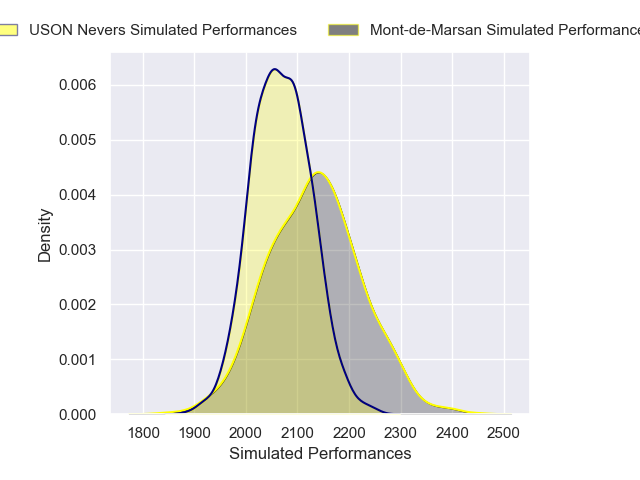 USON Nevers Simulated Performances
Mont-de-Marsan Simulated Performance
0.006
0.005
0.004
0.003
0.002
0.001
0.000
Density
1800 1900 2000 2100 2200 2300 2400 2500
Simulated Performances